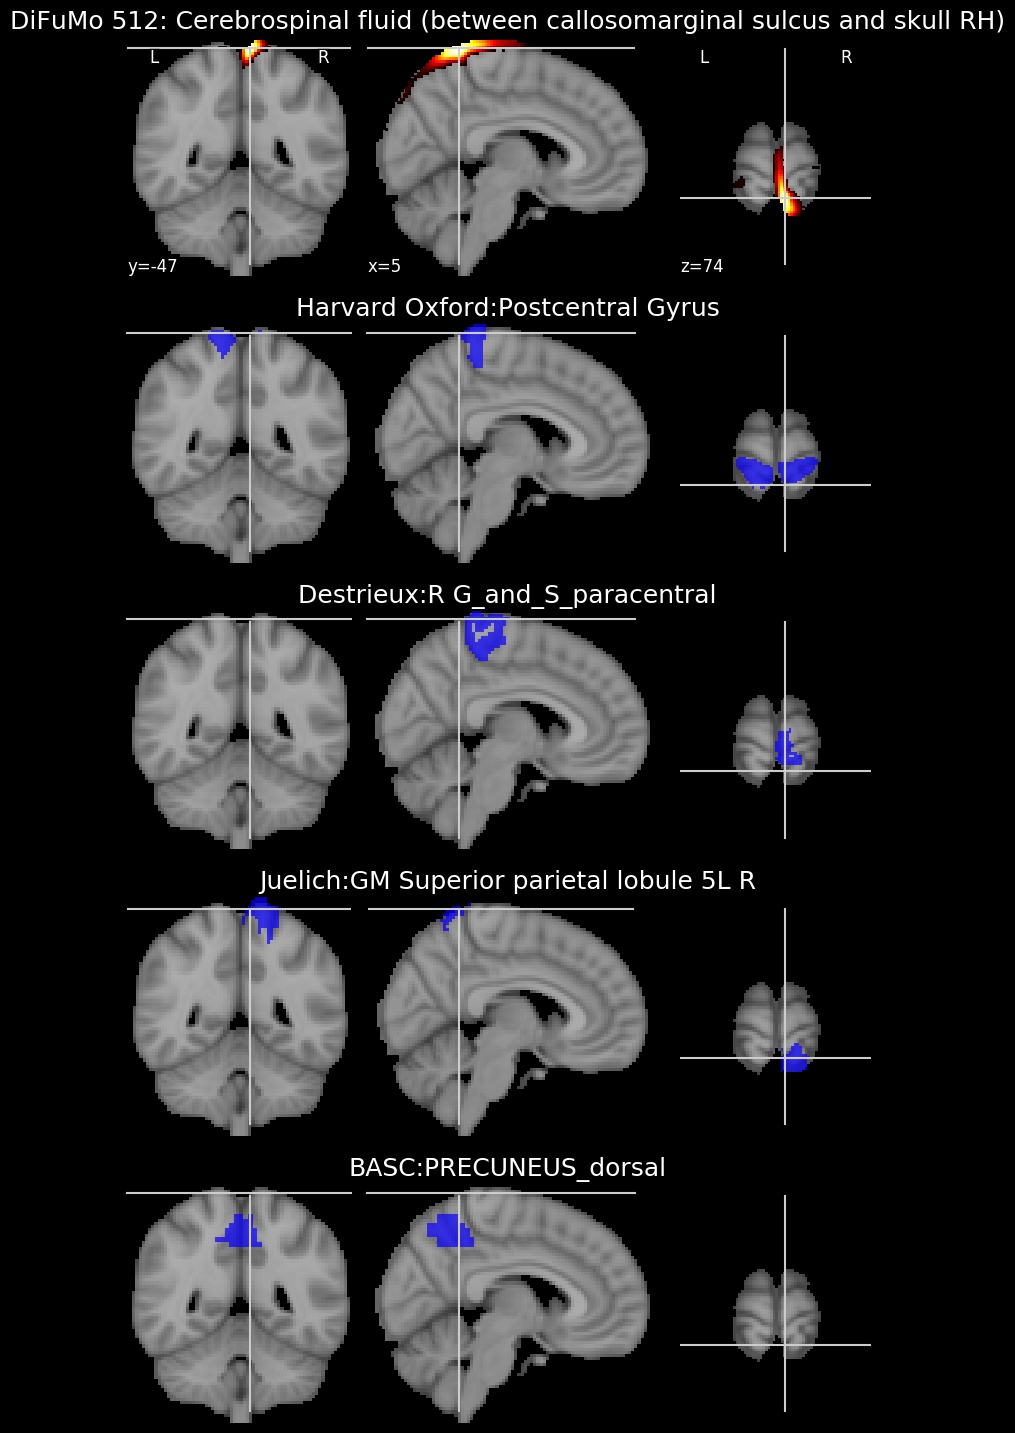 DiFuMo 512: Cerebrospinal fluid (between callosomarginal sulcus and skull RH)
L R L R
y=-47 x=5 z=74
Harvard Oxford:Postcentral Gyrus
Destrieux:R G_and_S_paracentral
Juelich:GM Superior parietal lobule 5L R
BASC:PRECUNEUS_dorsal